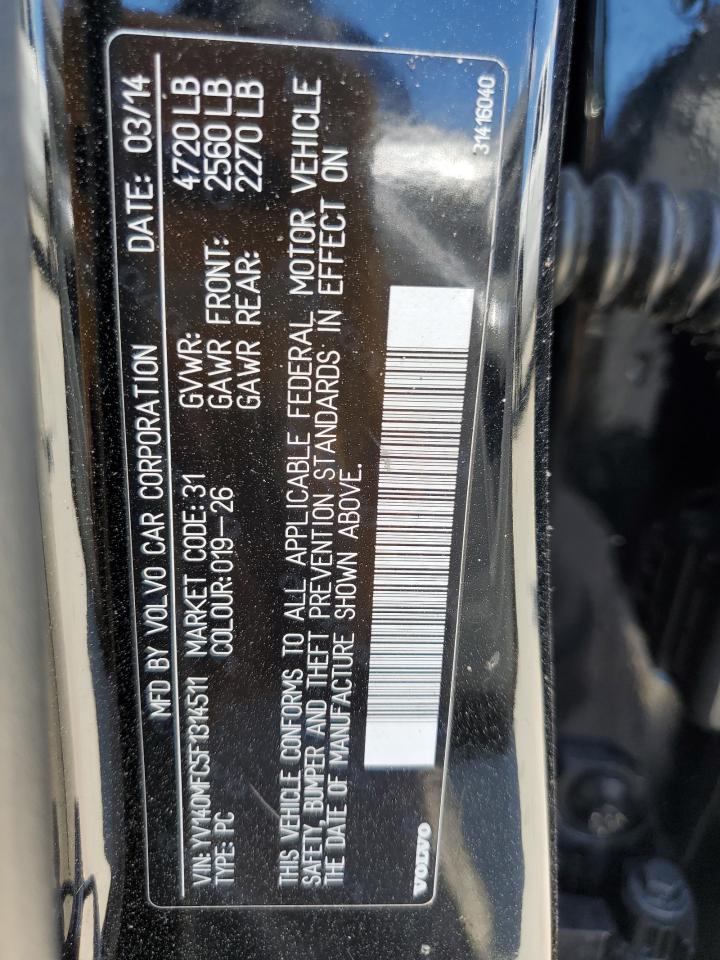 MFD BY VOLVO CAR CORPORATION DATE: 03/14
VIN: YV140MFC5F1314511 MARKET CODE: 31 GVWR: 4720 LB
TYPE: PC COLOUR: 019-26 GAWR FRONT: 2560 LB
GAWR REAR: 2270 LB
THIS VEHICLE CONFORMS TO ALL APPLICABLE FEDERAL MOTOR VEHICLE
SAFETY, BUMPER AND THEFT PREVENTION STANDARDS IN EFFECT ON
THE DATE OF MANUFACTURE SHOWN ABOVE.
VOLVO 31416040